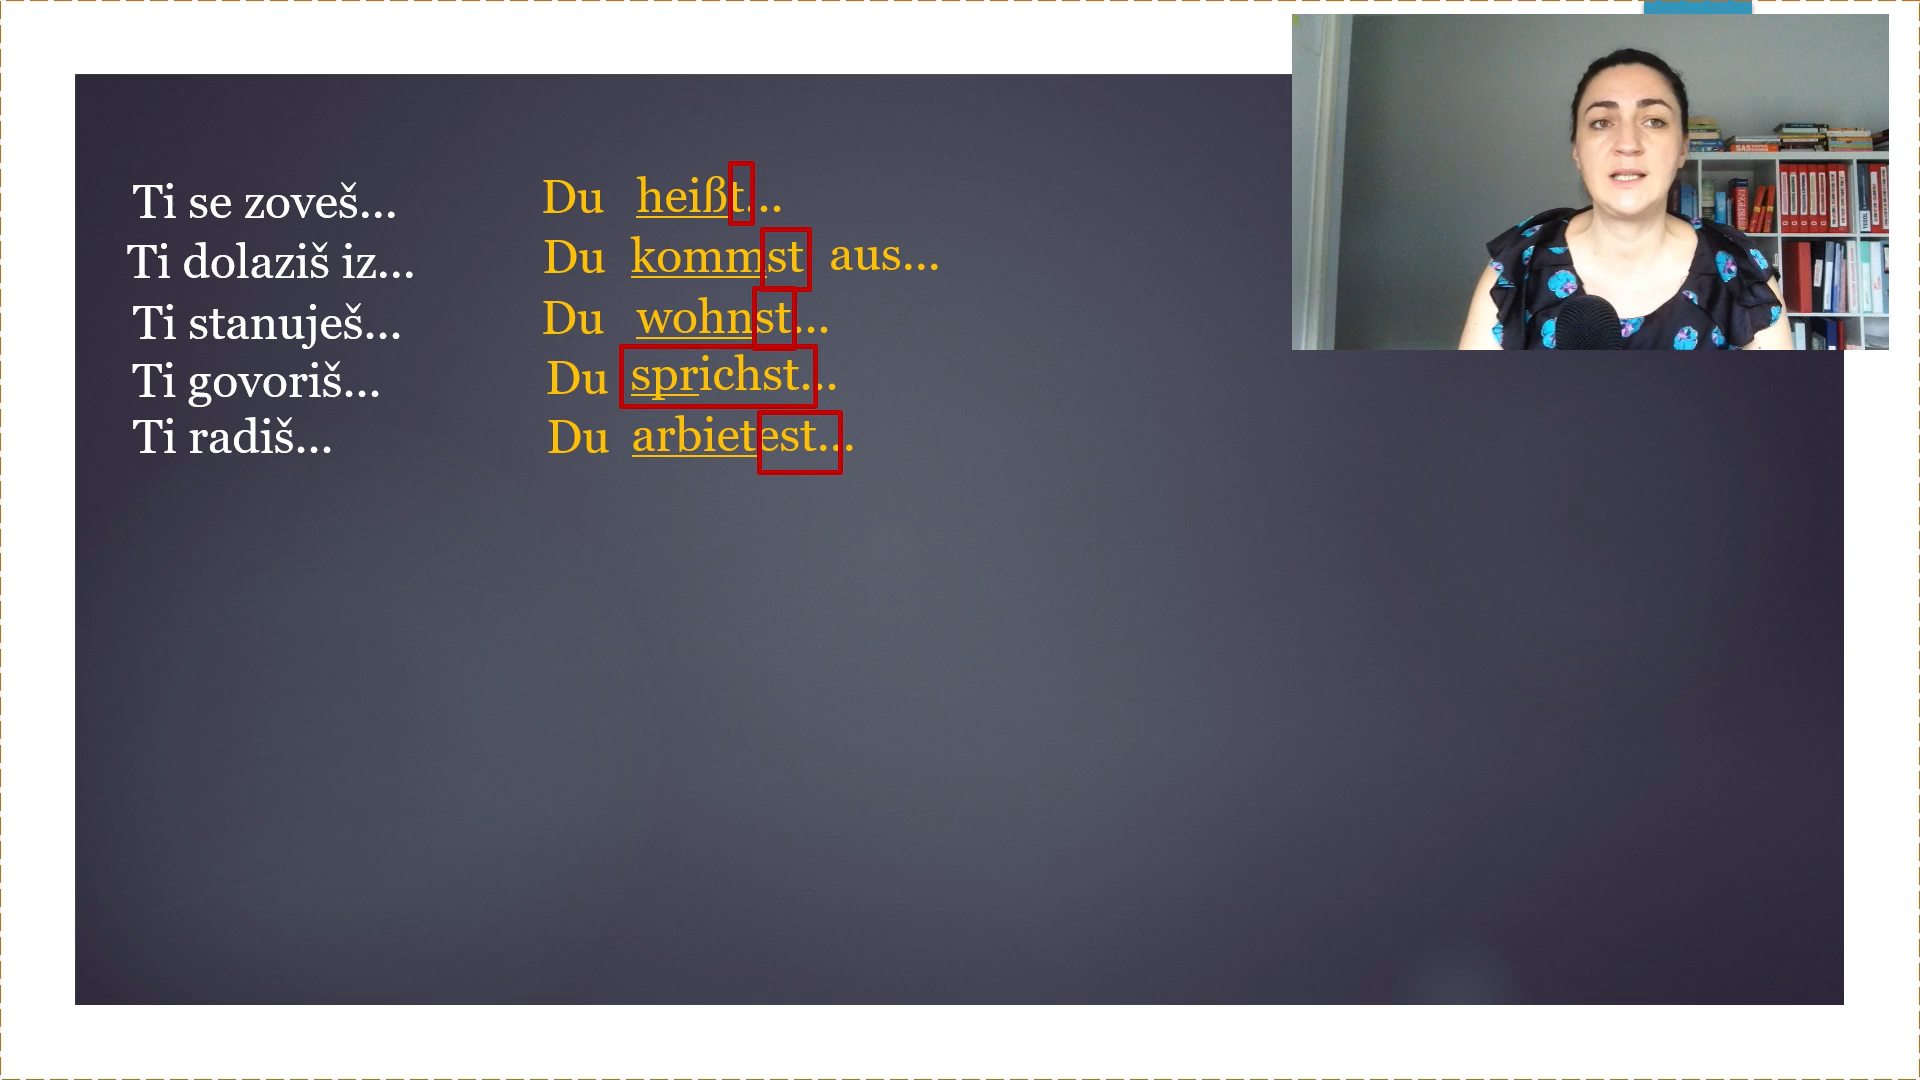 Ti se zoveš... Du heißt...
Ti dolaziš iz... Du kommst aus...
Ti stanuješ... Du wohnst...
Ti govoriš... Du sprichst...
Ti radiš... Du arbietest...